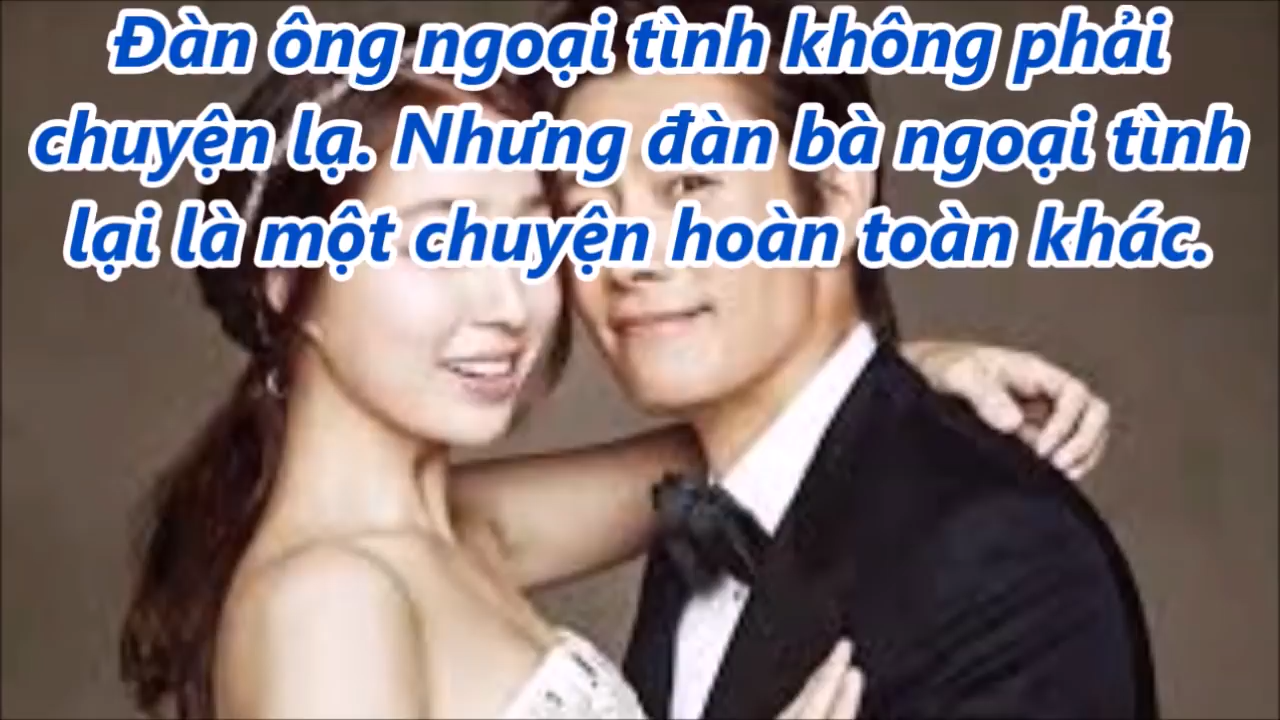 Đàn ông ngoại tình không phải
chuyện lạ. Nhưng đàn bà ngoại tình
lại là một chuyện hoàn toàn khác.